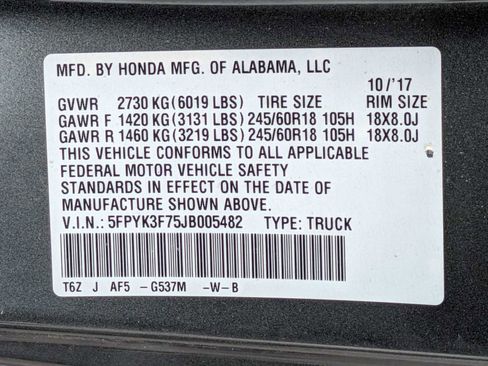 MFD. BY HONDA MFG. OF ALABAMA, LLC
10/'17
GVWR 2730 KG(6019 LBS) TIRE SIZE RIM SIZE
GAWR F 1420 KG(3131 LBS)245/60R18 105H 18X8.0J
GAWR R 1460 KG(3219 LBS)245/60R18 105H 18X8.0J
THIS VEHICLE CONFORMS TO ALL APPLICABLE
FEDERAL MOTOR VEHICLE SAFETY
STANDARDS IN EFFECT ON THE DATE OF
MANUFACTURE SHOWN ABOVE.
V.I.N.: 5FPYK3F75JB005482 TYPE: TRUCK
T6Z J AF5 -G537M -W-B